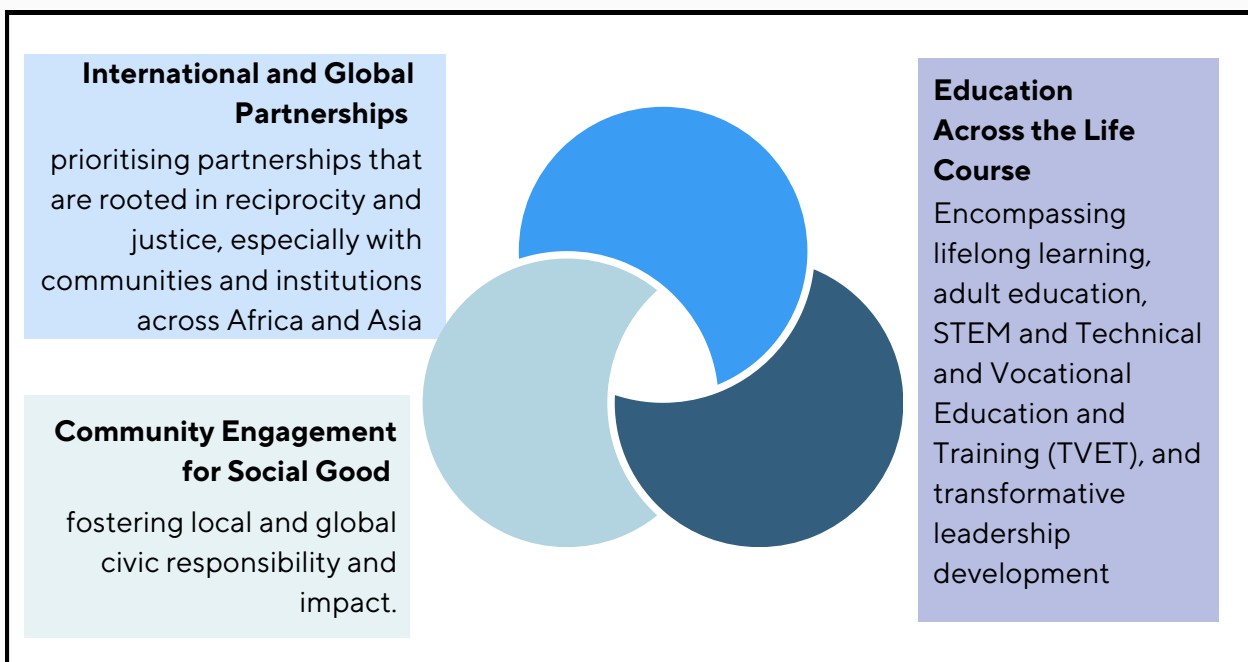 International and Global
Partnerships
prioritising partnerships that
are rooted in reciprocity and
justice, especially with
communities and institutions
across Africa and Asia
Community Engagement
for Social Good
fostering local and global
civic responsibility and
impact.
Education
Across the Life
Course
Encompassing
lifelong learning,
adult education,
STEM and Technical
and Vocational
Education and
Training (TVET), and
transformative
leadership
development